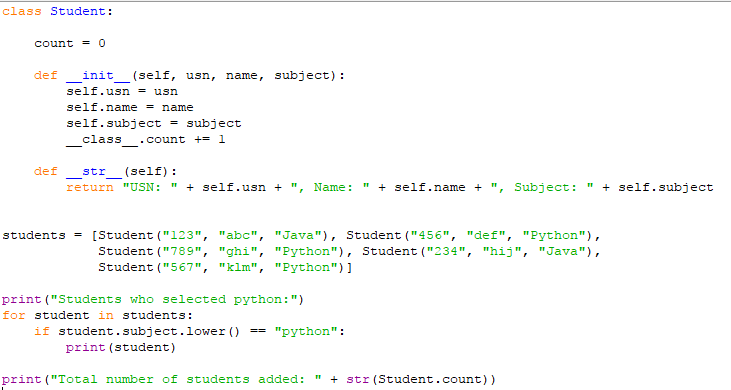 class Student:
    count = 0
    def __init__(self, usn, name, subject):
        self.usn = usn
        self.name = name
        self.subject = subject
        __class__.count += 1
    def __str__(self):
        return "USN: " + self.usn + ", Name: " + self.name + ", Subject: " + self.subject
students = [Student("123", "abc", "Java"), Student("456", "def", "Python"),
            Student("789", "ghi", "Python"), Student("234", "hij", "Java"),
            Student("567", "klm", "Python")]
print("Students who selected python:")
for student in students:
    if student.subject.lower() == "python":
        print(student)
print("Total number of students added: " + str(Student.count))